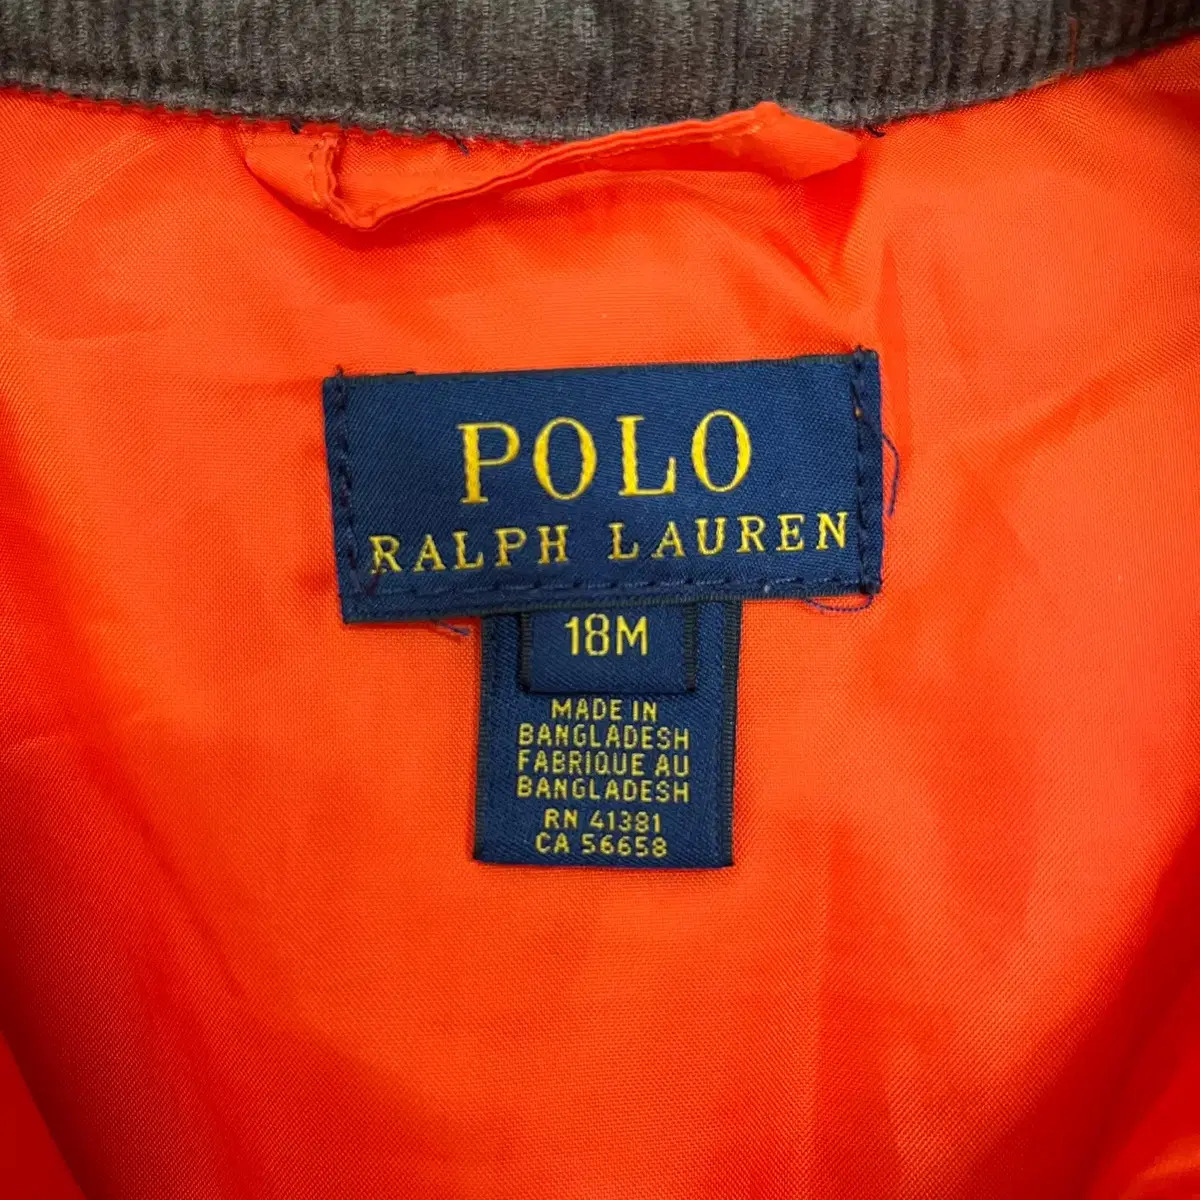 POLO
RALPH LAUREN
18M
MADE IN
BANGLADESH
FABRIQUE AU
BANGLADESH
RN 41381
CA 56658